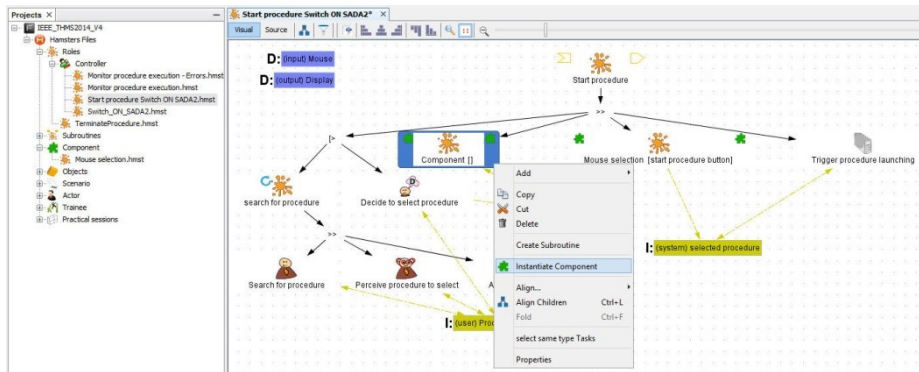 Projects
IEEE_THMS2014_V4
Hamsters Files
Roles
Controller
Monitor procedure execution - Errors.hmst
Monitor procedure execution.hmst
Start procedure Switch ON SADA2.hmst
Switch_ON_SADA2.hmst
TerminateProcedure.hmst
Subroutines
Component
Mouse selection.hmst
Objects
Scenario
Actor
Trainee
Practical sessions
Start procedure Switch ON SADA2*
Visual Source
D: (input) Mouse
D: (output) Display
Start procedure
>>
[>
Component []
Mouse selection [start procedure button]
Trigger procedure launching
search for procedure
Decide to select procedure
>>
Search for procedure
Perceive procedure to select
I: (user) Proc
I: (system) selected procedure
Add
Copy
Cut
Delete
Create Subroutine
Instantiate Component
Align...
Align Children Ctrl+L
Fold Ctrl+F
select same type Tasks
Properties